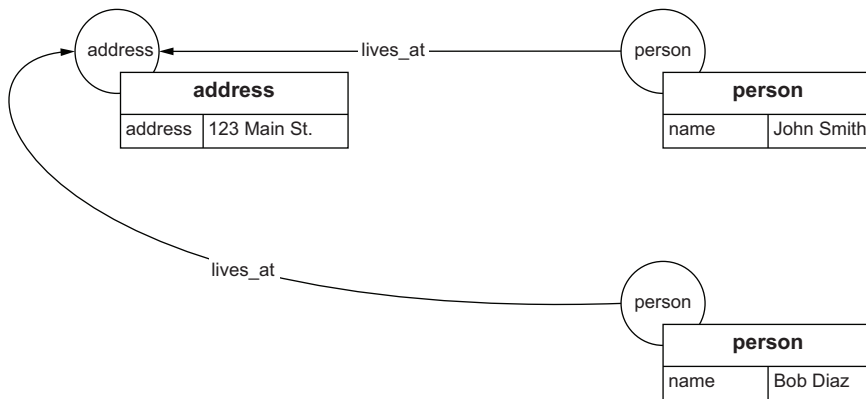 address
lives_at
person
address
address 123 Main St.
person
name John Smith
lives_at
person
person
name Bob Diaz